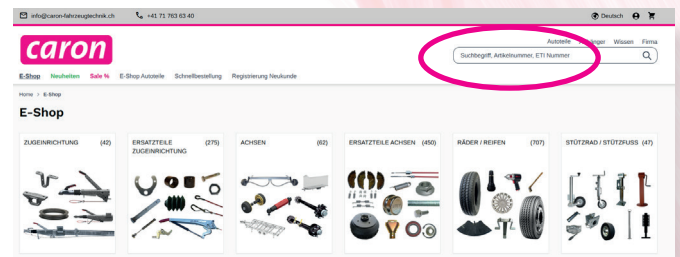 info@caron-fahrzeugtechnik.ch +41 71 763 63 40 Deutsch
caron
Autoteile Anhänger Wissen Firma
Suchbegriff, Artikelnummer, ETI Nummer
E-Shop Neuheiten Sale % E-Shop Autoteile Schnellbestellung Registrierung Neukunde
Home > E-Shop
E-Shop
ZUGEINRICHTUNG (42)
ERSATZTEILE ZUGEINRICHTUNG (275)
ACHSEN (62)
ERSATZTEILE ACHSEN (450)
RÄDER / REIFEN (707)
STÜTZRAD / STÜTZFUSS (47)